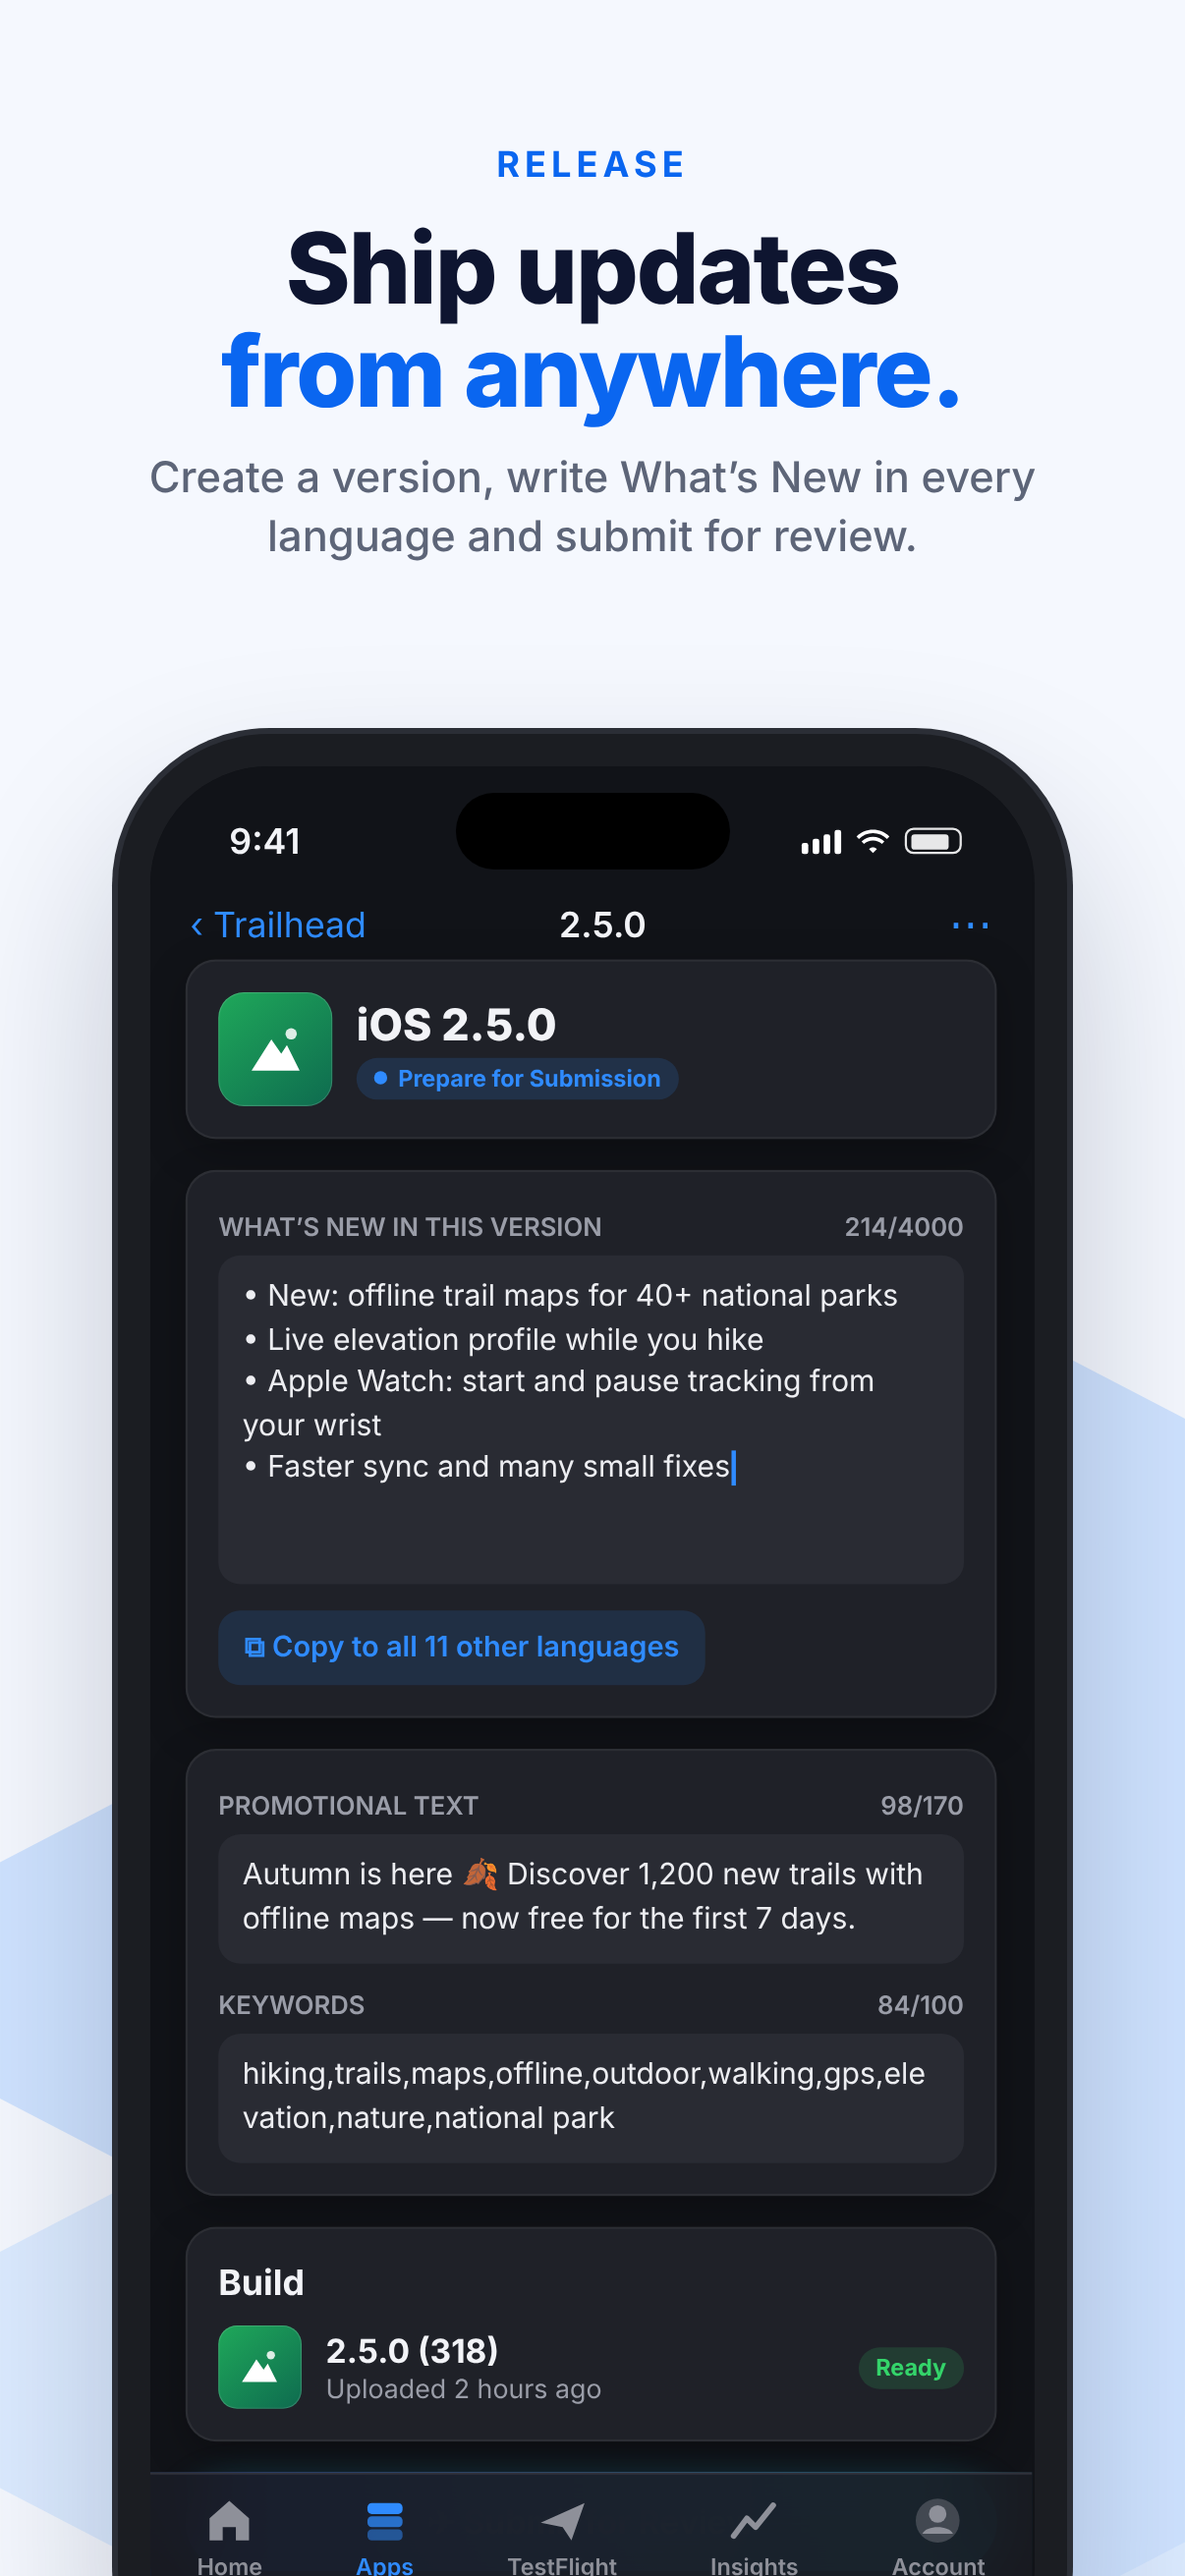 RELEASE
Ship updates
from anywhere.
Create a version, write What’s New in every
language and submit for review.
9:41
‹ Trailhead
2.5.0
···
iOS 2.5.0
Prepare for Submission
WHAT’S NEW IN THIS VERSION
214/4000
• New: offline trail maps for 40+ national parks
• Live elevation profile while you hike
• Apple Watch: start and pause tracking from
your wrist
• Faster sync and many small fixes
Copy to all 11 other languages
PROMOTIONAL TEXT
98/170
Autumn is here 🍂 Discover 1,200 new trails with
offline maps — now free for the first 7 days.
KEYWORDS
84/100
hiking,trails,maps,offline,outdoor,walking,gps,ele
vation,nature,national park
Build
2.5.0 (318)
Uploaded 2 hours ago
Ready
Home
Apps
TestFlight
Insights
Account